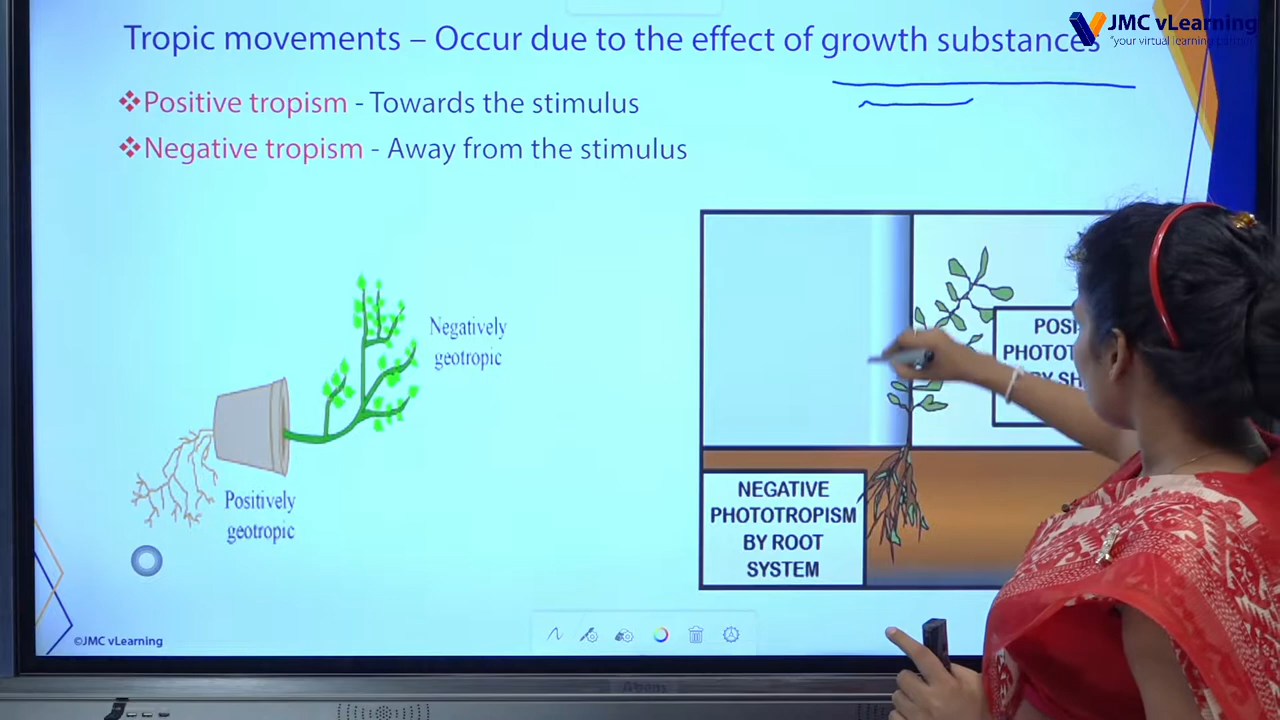 JMC vLearning
"your virtual learning partner"
Tropic movements – Occur due to the effect of growth substances
❖Positive tropism - Towards the stimulus
❖Negative tropism - Away from the stimulus
Negatively
geotropic
Positively
geotropic
NEGATIVE
PHOTOTROPISM
BY ROOT
SYSTEM
©JMC vLearning